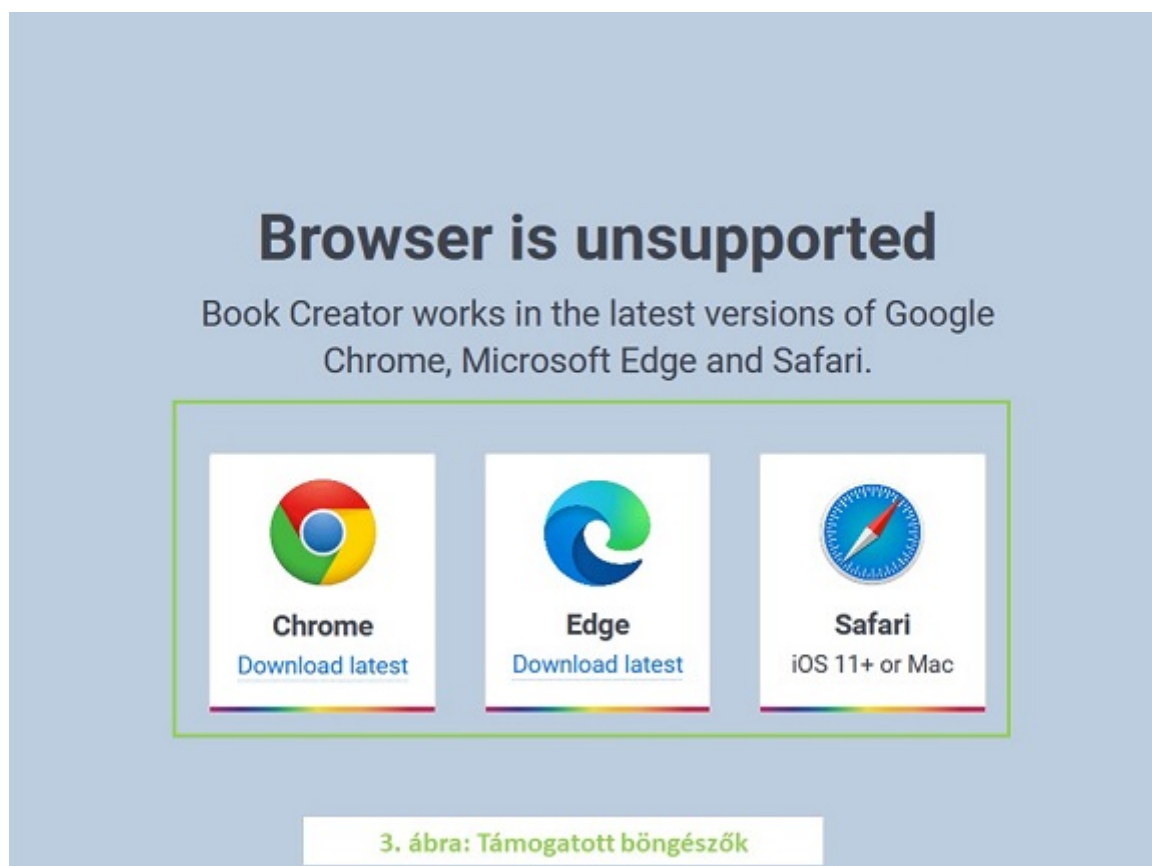 Browser is unsupported
Book Creator works in the latest versions of Google
Chrome, Microsoft Edge and Safari.
Chrome
Download latest
Edge
Download latest
Safari
iOS 11+ or Mac
3. ábra: Támogatott böngészők